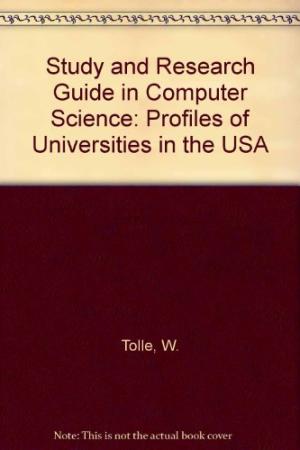 Study and Research
Guide in Computer
Science: Profiles of
Universities in the USA
Tolle, W.
Note: This is not the actual book cover